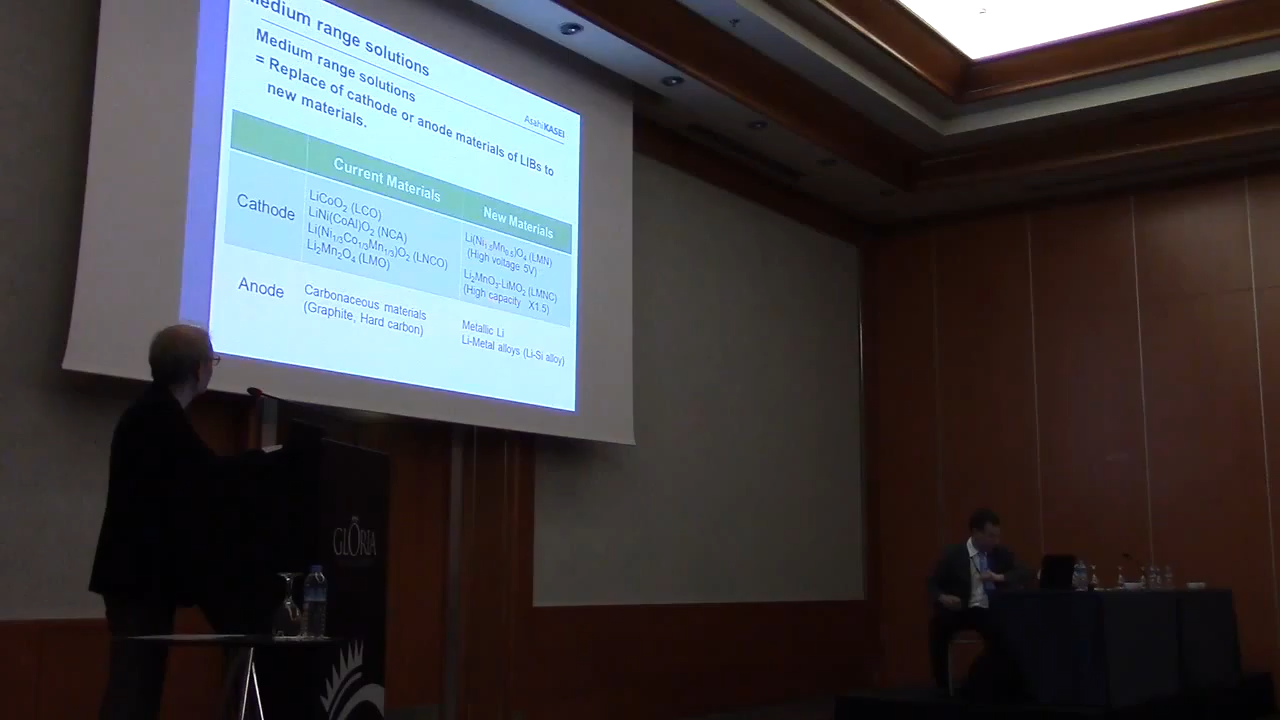 Medium range solutions
AsahiKASEI
Medium range solutions
= Replace of cathode or anode materials of LIBs to
new materials.
Current Materials
New Materials
Cathode
LiCoO₂ (LCO)
LiNi(CoAl)O₂ (NCA)
Li(Ni₁/₃Co₁/₃Mn₁/₃)O₂ (LNCO)
Li₂Mn₂O₄ (LMO)
Li(Ni₁.₅Mn₀.₅)O₄ (LMN)
(High voltage 5V)
Li₂MnO₃-LiMO₂ (LMNC)
(High capacity X1.5)
Anode
Carbonaceous materials
(Graphite, Hard carbon)
Metallic Li
Li-Metal alloys (Li-Si alloy)
GLORIA